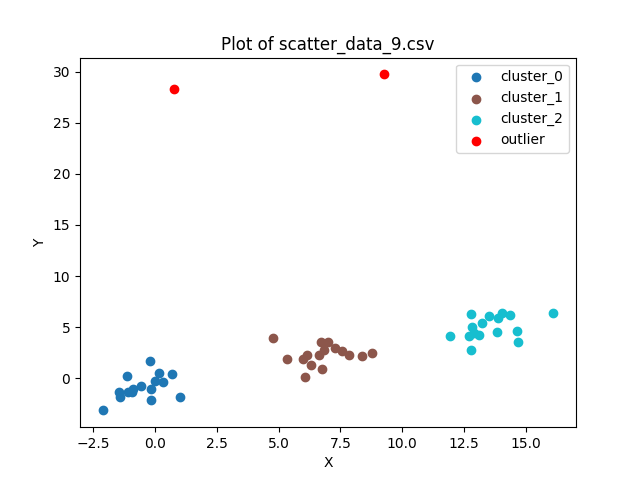 Plot of scatter_data_9.csv
30
25
20
15
10
5
0
Y
−2.5 0.0 2.5 5.0 7.5 10.0 12.5 15.0
X
cluster_0
cluster_1
cluster_2
outlier